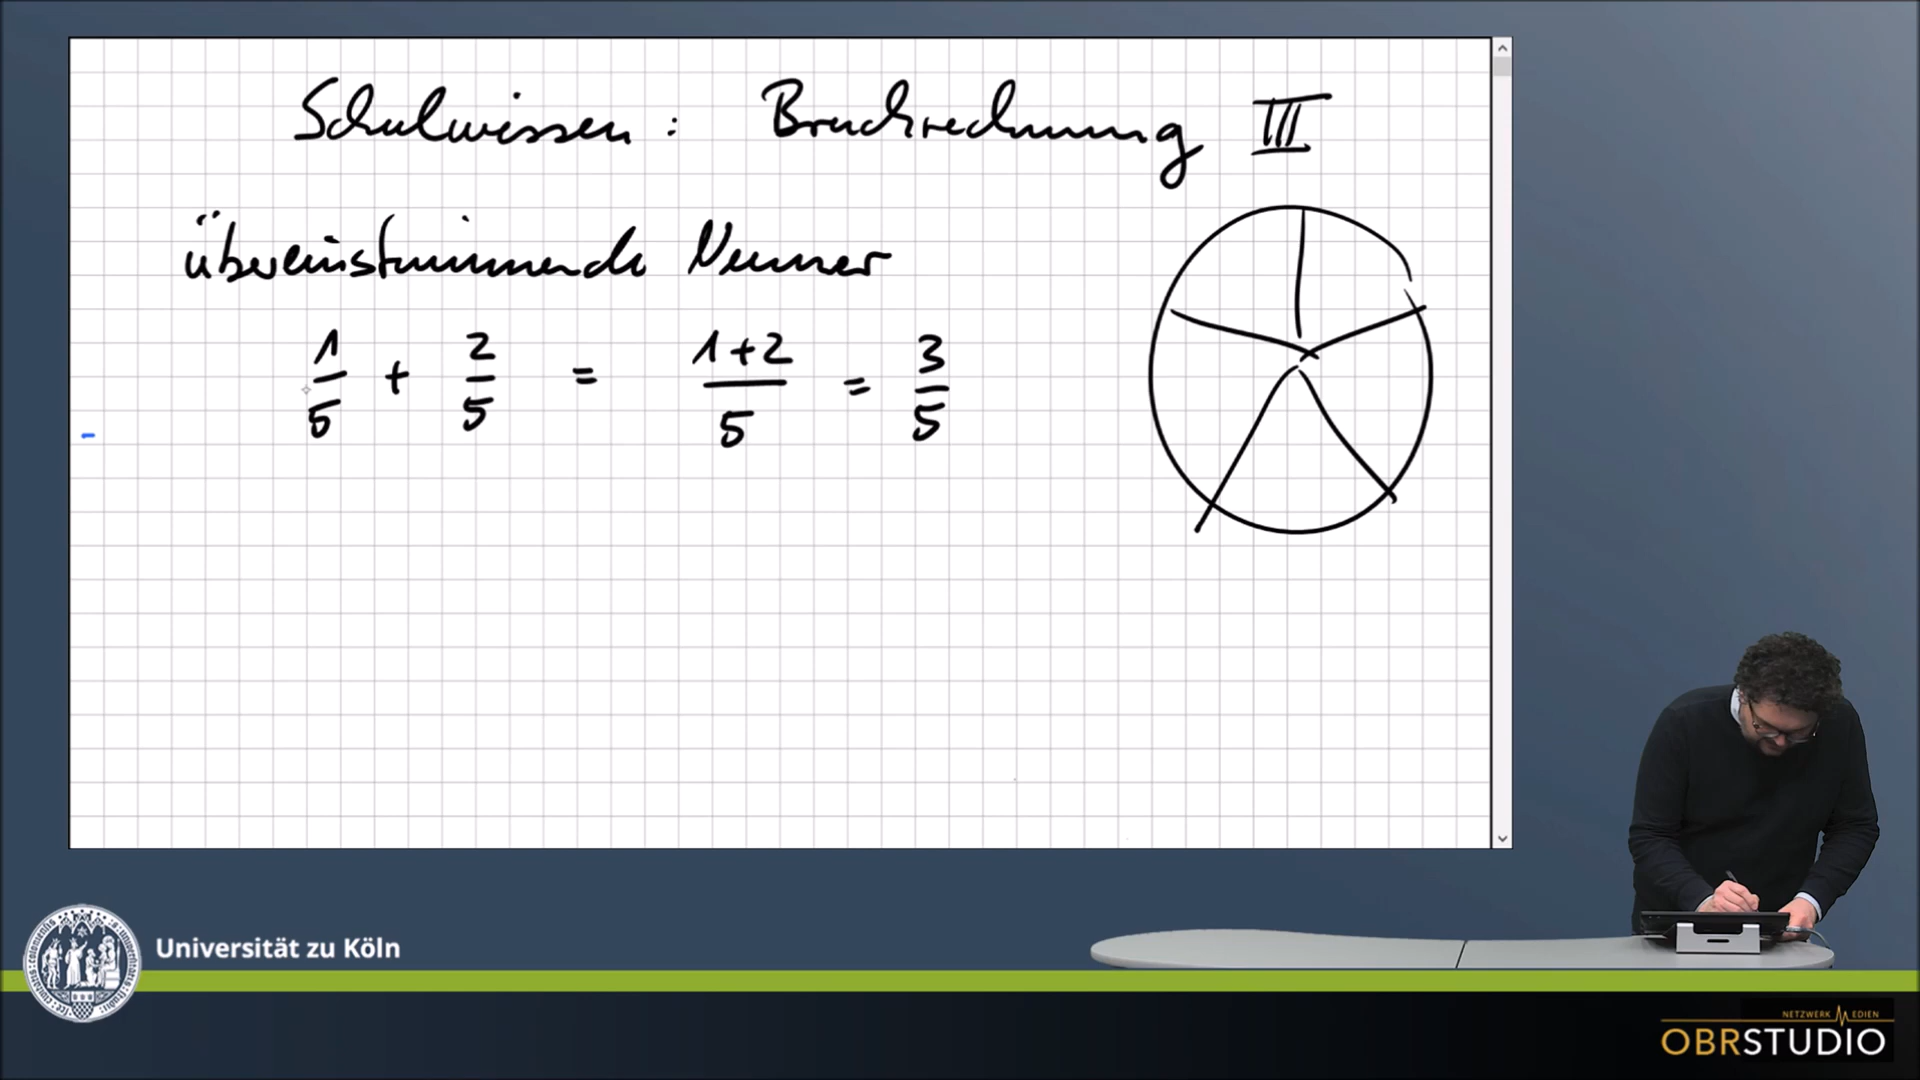 Schulwissen: Bruchrechnung III
übereinstimmende Nenner
1/5 + 2/5 = (1+2)/5 = 3/5
Universität zu Köln
NETZWERK MEDIEN
OBRSTUDIO